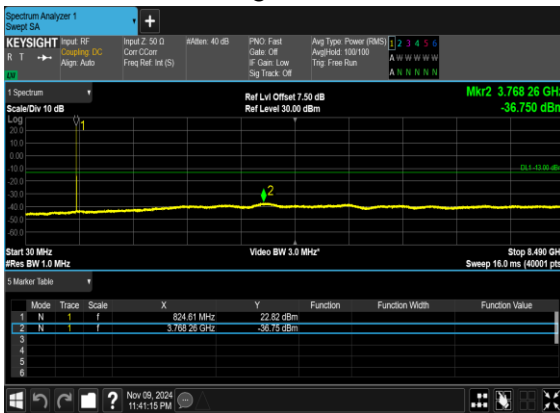 Spectrum Analyzer 1
Swept SA
KEYSIGHT Input: RF Input Z: 50 Ω #Atten: 40 dB PNO: Fast Avg Type: Power (RMS) 1 2 3 4 5 6
R T Coupling: DC Corr CCorr Gate: Off Avg|Hold: 100/100 A W W W W W
Align: Auto Freq Ref: Int (S) IF Gain: Low Trig: Free Run
LV Sig Track: Off A N N N N N
1 Spectrum Ref Lvl Offset 7.50 dB Mkr2 3.768 26 GHz
Scale/Div 10 dB Ref Level 30.00 dBm -36.750 dBm
Log
20.0
1
10.0
0.00
-10.0
DL1 -13.00 dBm
-20.0
-30.0
2
-40.0
-50.0
-60.0
Start 30 MHz Video BW 3.0 MHz* Stop 8.490 GHz
#Res BW 1.0 MHz Sweep 16.0 ms (40001 pts)
5 Marker Table
Mode Trace Scale X Y Function Function Width Function Value
1 N 1 f 824.61 MHz 22.82 dBm
2 N 1 f 3.768 26 GHz -36.75 dBm
3
4
5
6
? Nov 09, 2024
11:41:15 PM